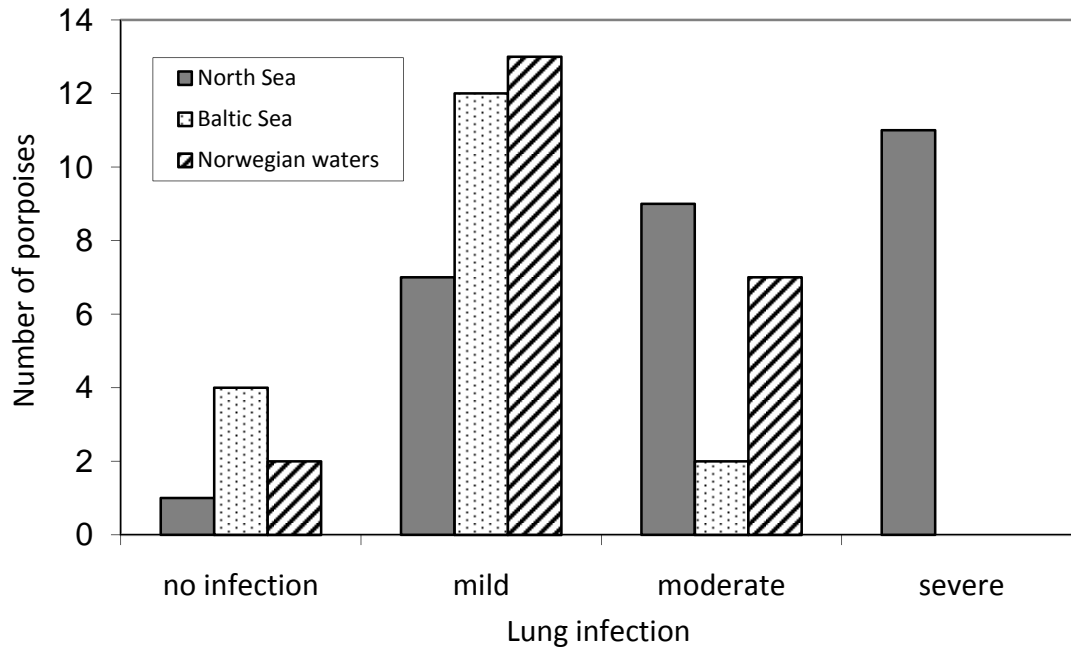 14
12
10
8
6
4
2
0
Number of porpoises
North Sea
Baltic Sea
Norwegian waters
no infection mild moderate severe
Lung infection